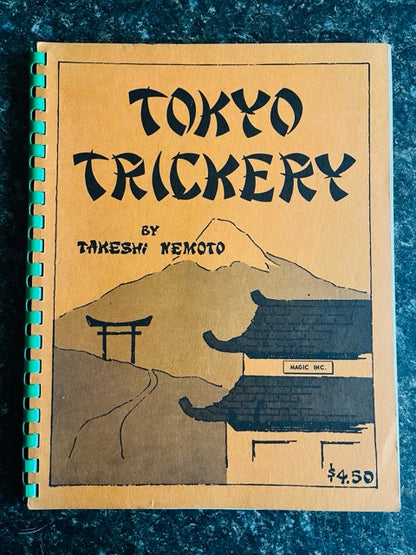 TOKYO
TRICKERY
BY
TAKESHi NEMOTO
MAGIC INC.
$4.50